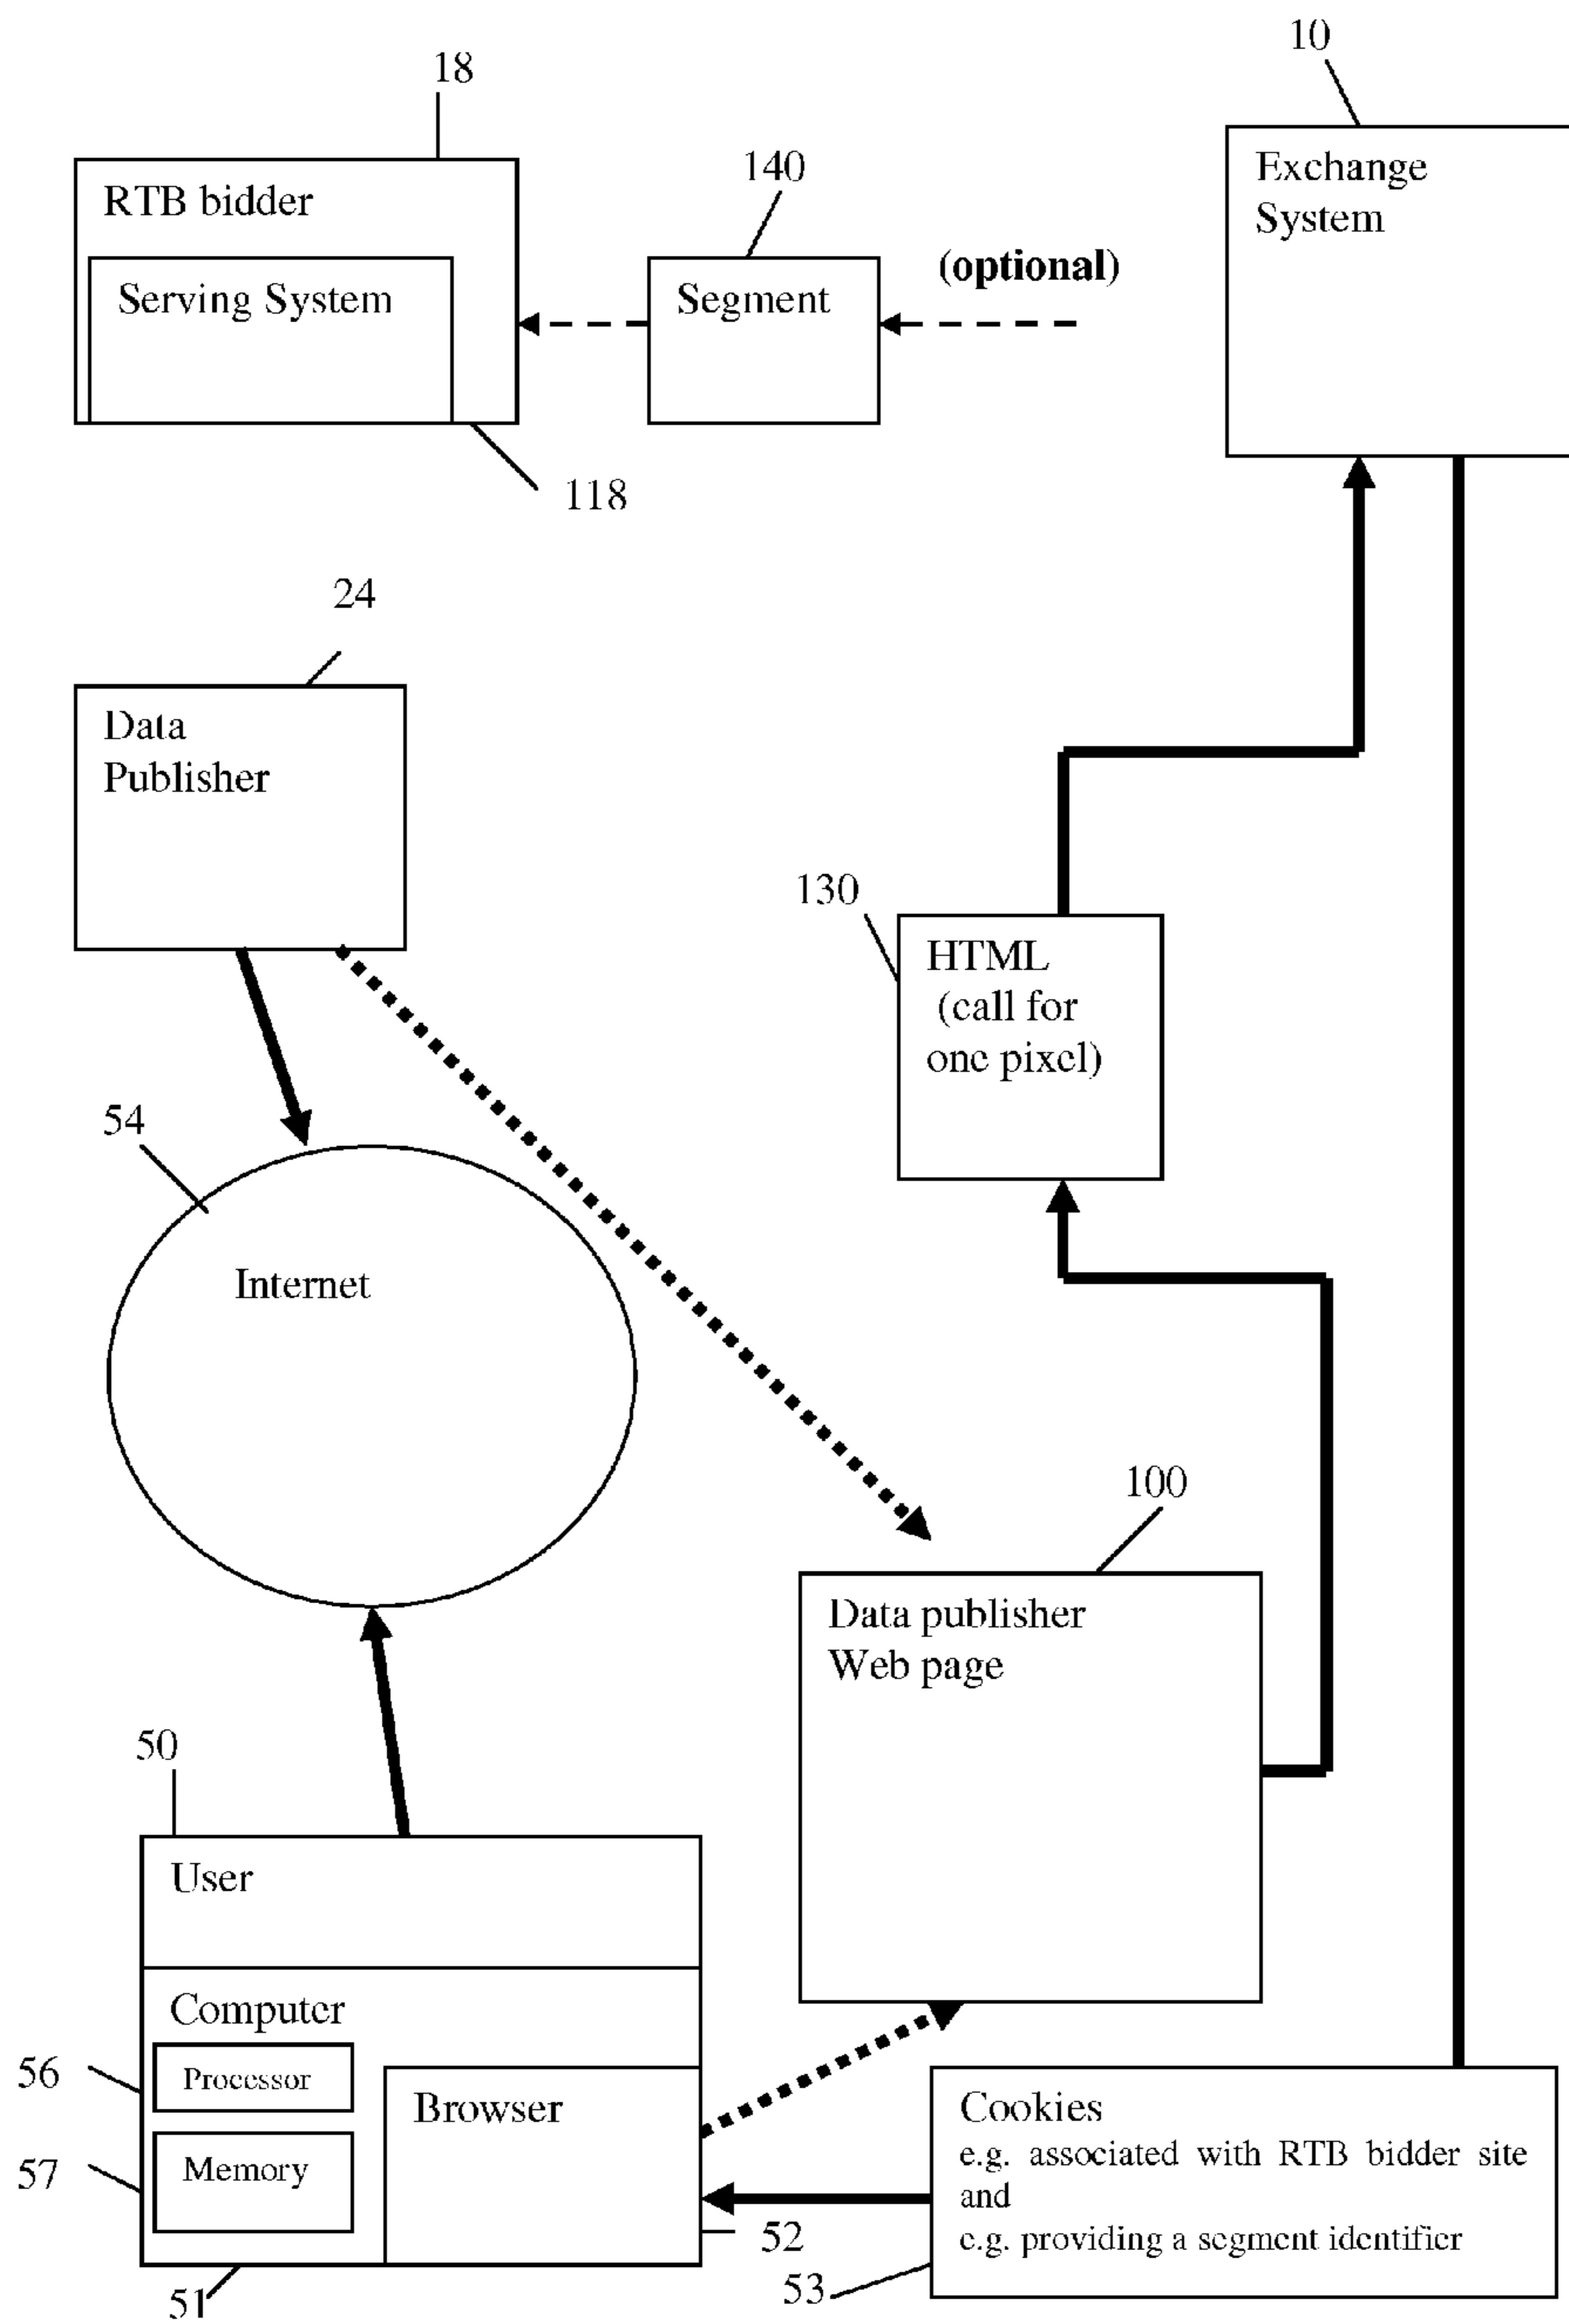 10
18
140
Exchange
System
RTB bidder
(optional)
Serving System
Segment
118
24
Data
Publisher
130
HTML
(call for
one pixel)
54
Internet
100
Data publisher
Web page
50
User
Computer
56
Processor
Browser
Cookies
e.g. associated with RTB bidder site
and
e.g. providing a segment identifier
57
Memory
52
53
51